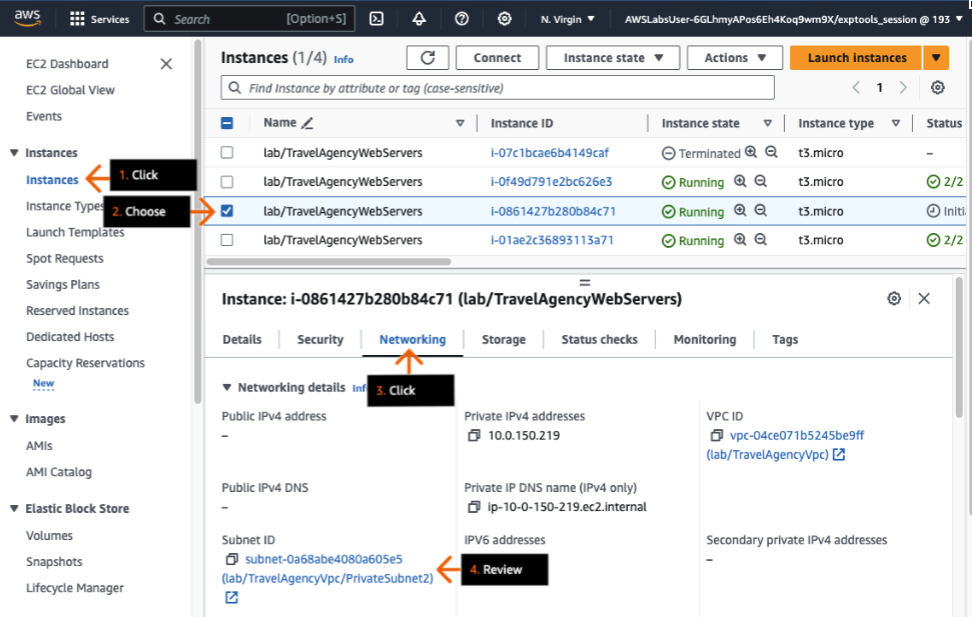 aws Services Search [Option+S] N. Virgin ▼ AWSLabsUser-6GLhmyAPos6Eh4Koq9wm9X/exptools_session @ 193 ▼
EC2 Dashboard
EC2 Global View
Events
▼ Instances
Instances
Instance Types
Launch Templates
Spot Requests
Savings Plans
Reserved Instances
Dedicated Hosts
Capacity Reservations
New
▼ Images
AMIs
AMI Catalog
▼ Elastic Block Store
Volumes
Snapshots
Lifecycle Manager
1. Click
2. Choose
Instances (1/4) Info Connect Instance state ▼ Actions ▼ Launch instances ▼
Find Instance by attribute or tag (case-sensitive) 1
Name Instance ID Instance state Instance type Status
lab/TravelAgencyWebServers i-07c1bcae6b4149caf Terminated t3.micro –
lab/TravelAgencyWebServers i-0f49d791e2bc626e3 Running t3.micro 2/2
lab/TravelAgencyWebServers i-0861427b280b84c71 Running t3.micro Initi
lab/TravelAgencyWebServers i-01ae2c36893113a71 Running t3.micro 2/2
Instance: i-0861427b280b84c71 (lab/TravelAgencyWebServers)
Details Security Networking Storage Status checks Monitoring Tags
▼ Networking details Inf
3. Click
Public IPv4 address
–
Private IPv4 addresses
10.0.150.219
VPC ID
vpc-04ce071b5245be9ff
(lab/TravelAgencyVpc)
Public IPv4 DNS
–
Private IP DNS name (IPv4 only)
ip-10-0-150-219.ec2.internal
Subnet ID
subnet-0a68abe4080a605e5
(lab/TravelAgencyVpc/PrivateSubnet2)
4. Review
IPV6 addresses
Secondary private IPv4 addresses
–